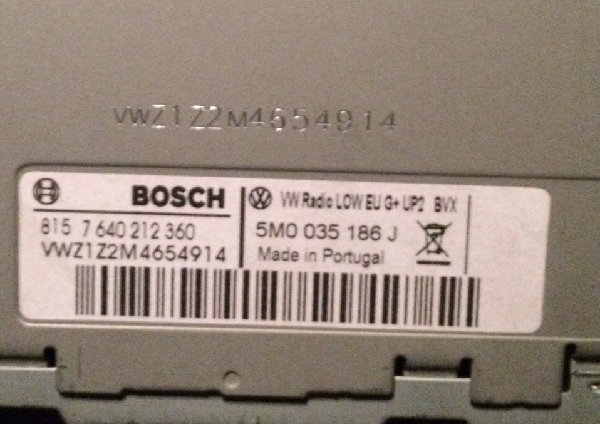 VWZ1Z2M4654914
BOSCH
VW Radio LOW EU G+ UP2 BVX
815 7 640 212 360
5M0 035 186 J
VWZ1Z2M4654914
Made in Portugal